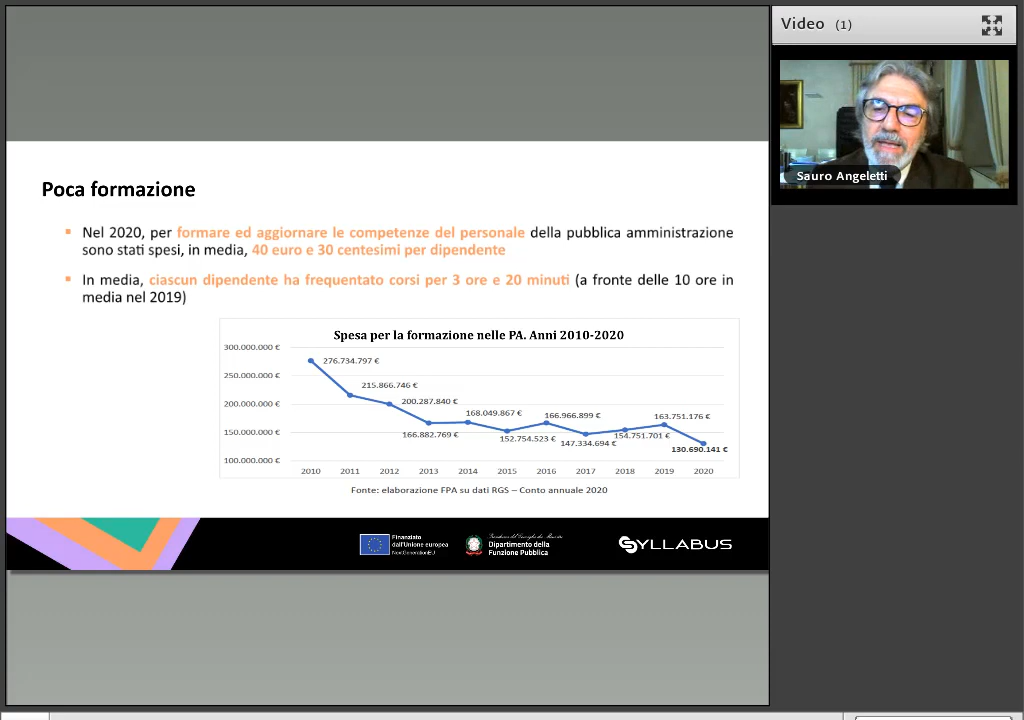 Video (1)
Sauro Angeletti
Poca formazione
Nel 2020, per formare ed aggiornare le competenze del personale della pubblica amministrazione
sono stati spesi, in media, 40 euro e 30 centesimi per dipendente
In media, ciascun dipendente ha frequentato corsi per 3 ore e 20 minuti (a fronte delle 10 ore in
media nel 2019)
Spesa per la formazione nelle PA. Anni 2010-2020
300.000.000 €
250.000.000 €
200.000.000 €
150.000.000 €
100.000.000 €
276.734.797 €
215.866.746 €
200.287.840 €
166.882.769 €
168.049.867 €
152.754.523 €
166.966.899 €
147.334.694 €
154.751.701 €
163.751.176 €
130.690.141 €
2010 2011 2012 2013 2014 2015 2016 2017 2018 2019 2020
Fonte: elaborazione FPA su dati RGS – Conto annuale 2020
Finanziato
dall'Unione europea
NextGenerationEU
Presidenza del Consiglio dei Ministri
Dipartimento della
Funzione Pubblica
SYLLABUS